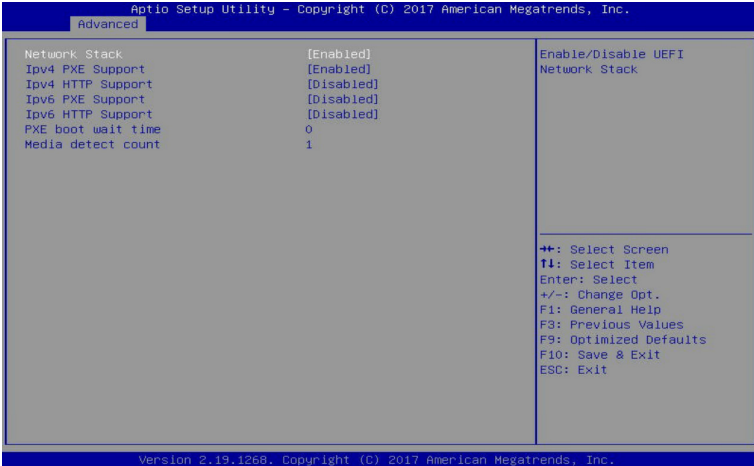 Aptio Setup Utility – Copyright (C) 2017 American Megatrends, Inc.
Advanced
Network Stack [Enabled]
Ipv4 PXE Support [Enabled]
Ipv4 HTTP Support [Disabled]
Ipv6 PXE Support [Disabled]
Ipv6 HTTP Support [Disabled]
PXE boot wait time 0
Media detect count 1
Enable/Disable UEFI
Network Stack
→←: Select Screen
↑↓: Select Item
Enter: Select
+/-: Change Opt.
F1: General Help
F3: Previous Values
F9: Optimized Defaults
F10: Save & Exit
ESC: Exit
Version 2.19.1268. Copyright (C) 2017 American Megatrends, Inc.